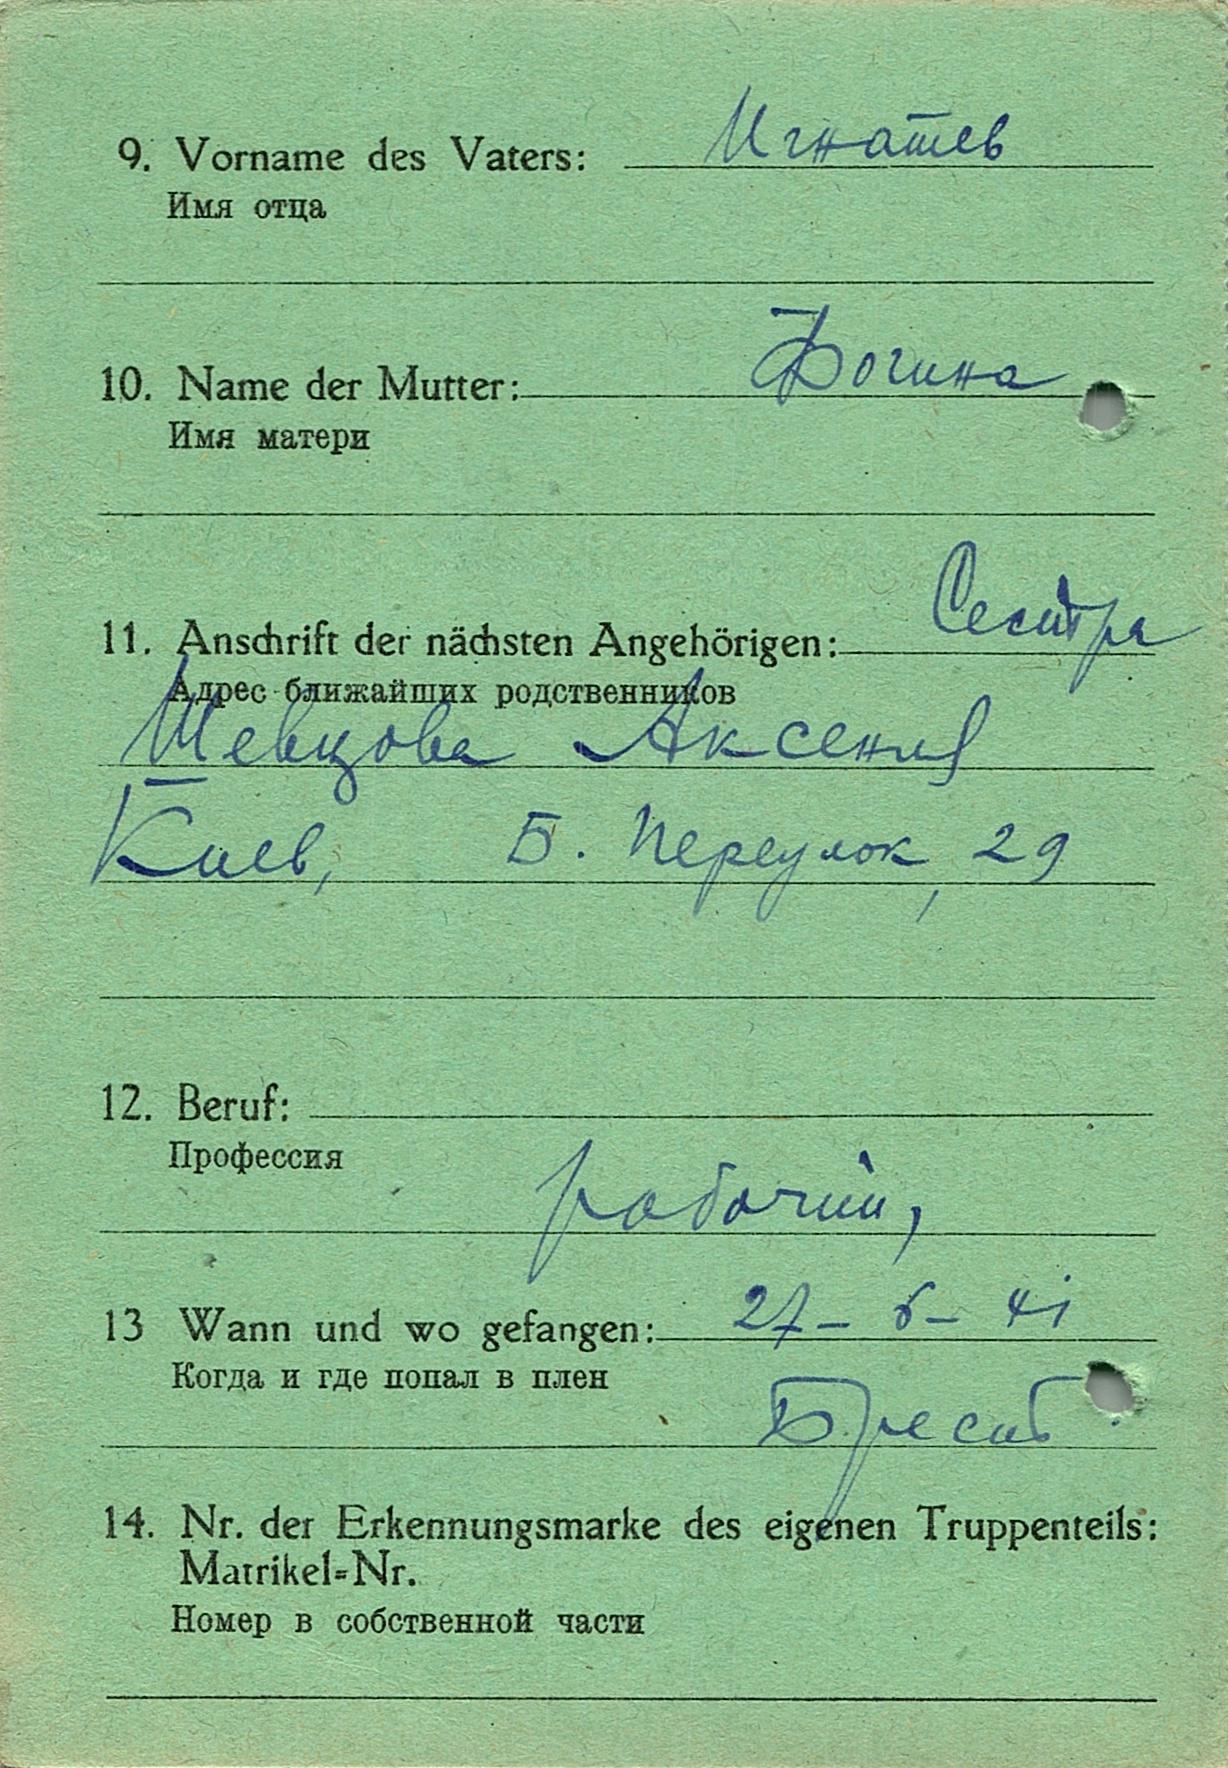 9. Vorname des Vaters: Игнатев
Имя отца
10. Name der Mutter: Фогина
Имя матери
11. Anschrift der nächsten Angehörigen: Сестра
Адрес ближайших родственников
Шевцова Аксения
Киев, Б. Переулок, 29
12. Beruf:
Профессия
рабочий,
13 Wann und wo gefangen: 27-6-41
Когда и где попал в плен
Брест
14. Nr. der Erkennungsmarke des eigenen Truppenteils:
Matrikel=Nr.
Номер в собственной части